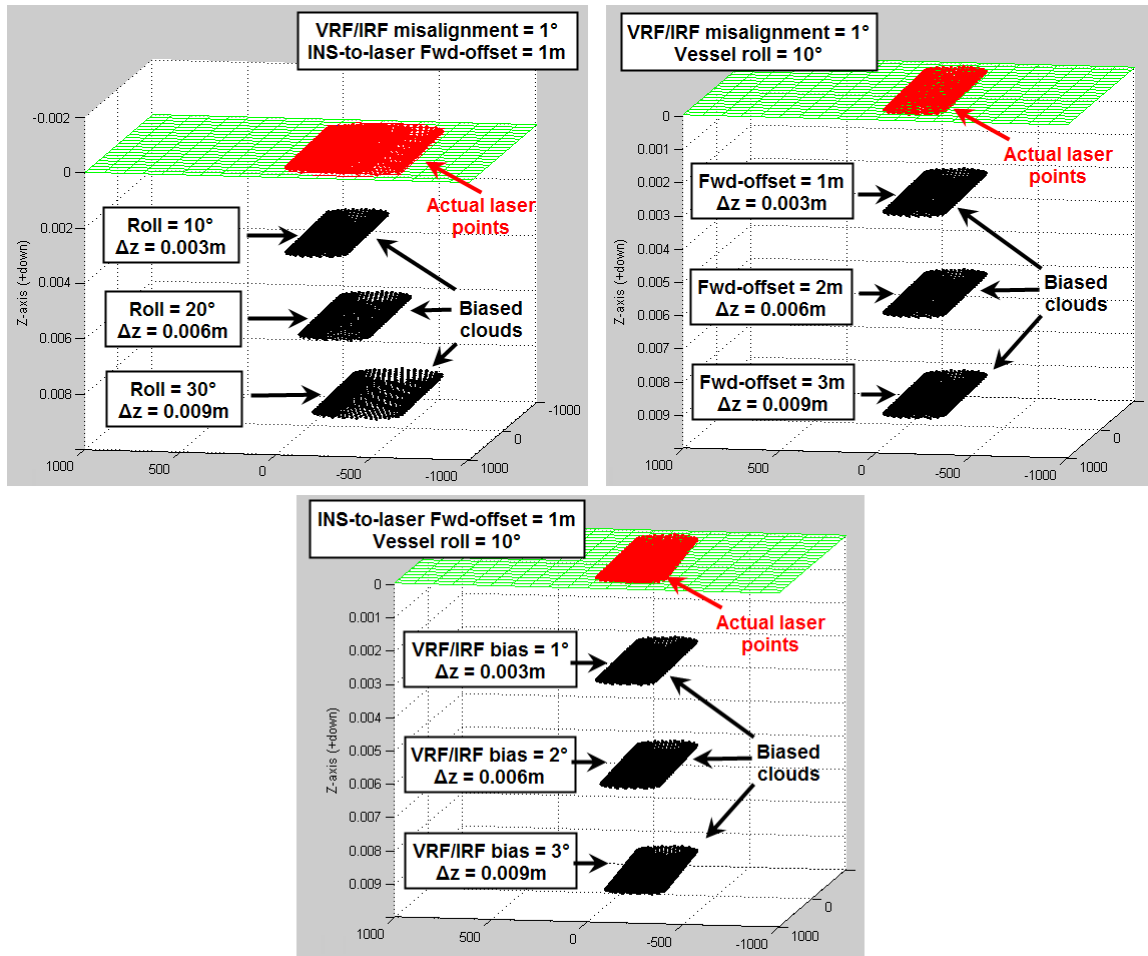 VRF/IRF misalignment = 1°
INS-to-laser Fwd-offset = 1m
-0.002
0
0.002
0.004
0.006
0.008
Z-axis (+down)
Actual laser
points
Roll = 10°
Δz = 0.003m
Roll = 20°
Δz = 0.006m
Roll = 30°
Δz = 0.009m
Biased
clouds
1000
500
0
-500
-1000
1000
0
-1000
VRF/IRF misalignment = 1°
Vessel roll = 10°
0
0.001
0.002
0.003
0.004
0.005
0.006
0.007
0.008
0.009
Z-axis (+down)
Actual laser
points
Fwd-offset = 1m
Δz = 0.003m
Fwd-offset = 2m
Δz = 0.006m
Fwd-offset = 3m
Δz = 0.009m
Biased
clouds
1000
500
0
-500
-1000
1000
0
-1000
INS-to-laser Fwd-offset = 1m
Vessel roll = 10°
0
0.001
0.002
0.003
0.004
0.005
0.006
0.007
0.008
0.009
Z-axis (+down)
Actual laser
points
VRF/IRF bias = 1°
Δz = 0.003m
VRF/IRF bias = 2°
Δz = 0.006m
VRF/IRF bias = 3°
Δz = 0.009m
Biased
clouds
1000
500
0
-500
-1000
1000
0
-1000